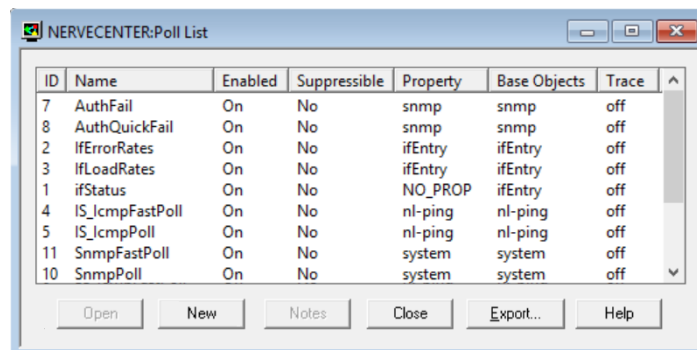 NERVECENTER:Poll List
ID Name Enabled Suppressible Property Base Objects Trace
7 AuthFail On No snmp snmp off
8 AuthQuickFail On No snmp snmp off
2 IfErrorRates On No ifEntry ifEntry off
3 IfLoadRates On No ifEntry ifEntry off
1 ifStatus On No NO_PROP ifEntry off
4 IS_IcmpFastPoll On No nl-ping nl-ping off
5 IS_IcmpPoll On No nl-ping nl-ping off
11 SnmpFastPoll On No system system off
10 SnmpPoll On No system system off
Open New Notes Close Export... Help